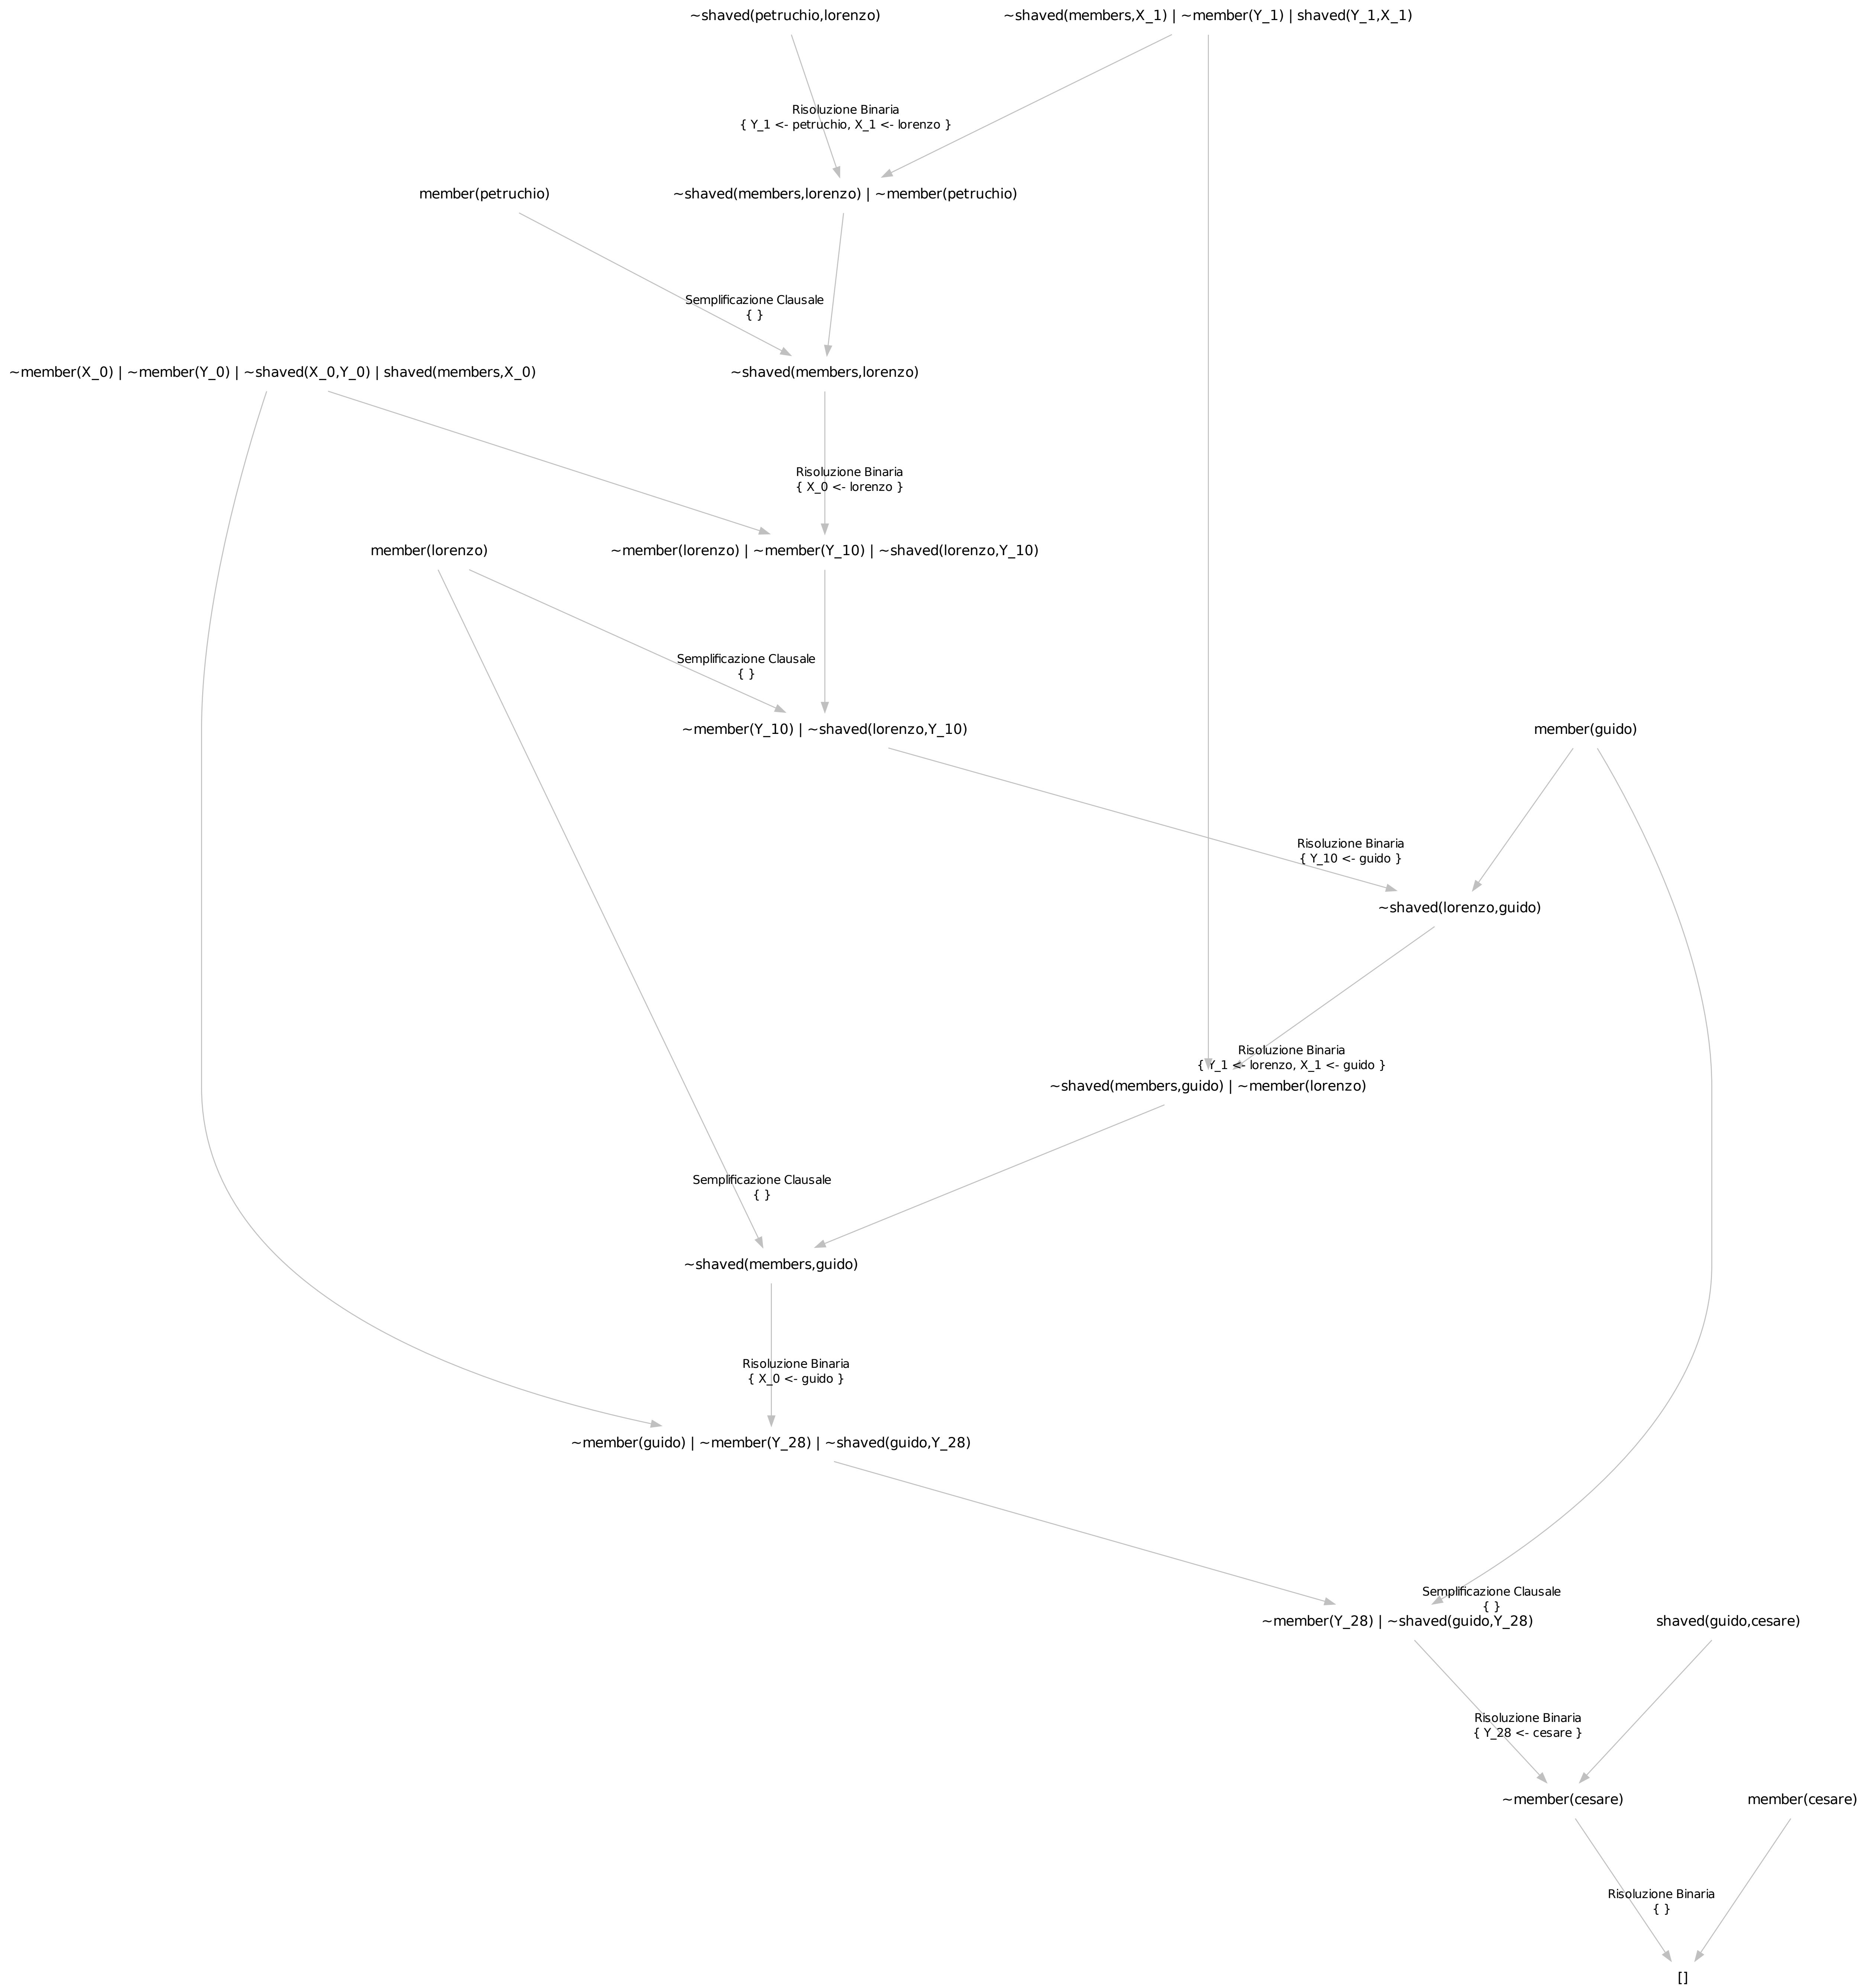 ~shaved(petruchio,lorenzo)
~shaved(members,X_1) | ~member(Y_1) | shaved(Y_1,X_1)
Risoluzione Binaria
{ Y_1 <- petruchio, X_1 <- lorenzo }
member(petruchio)
~shaved(members,lorenzo) | ~member(petruchio)
Semplificazione Clausale
{ }
~member(X_0) | ~member(Y_0) | ~shaved(X_0,Y_0) | shaved(members,X_0)
~shaved(members,lorenzo)
Risoluzione Binaria
{ X_0 <- lorenzo }
member(lorenzo)
~member(lorenzo) | ~member(Y_10) | ~shaved(lorenzo,Y_10)
Semplificazione Clausale
{ }
~member(Y_10) | ~shaved(lorenzo,Y_10)
member(guido)
Risoluzione Binaria
{ Y_10 <- guido }
~shaved(lorenzo,guido)
Risoluzione Binaria
{ Y_1 <- lorenzo, X_1 <- guido }
~shaved(members,guido) | ~member(lorenzo)
Semplificazione Clausale
{ }
~shaved(members,guido)
Risoluzione Binaria
{ X_0 <- guido }
~member(guido) | ~member(Y_28) | ~shaved(guido,Y_28)
Semplificazione Clausale
{ }
~member(Y_28) | ~shaved(guido,Y_28)
shaved(guido,cesare)
Risoluzione Binaria
{ Y_28 <- cesare }
~member(cesare)
member(cesare)
Risoluzione Binaria
{ }
[]